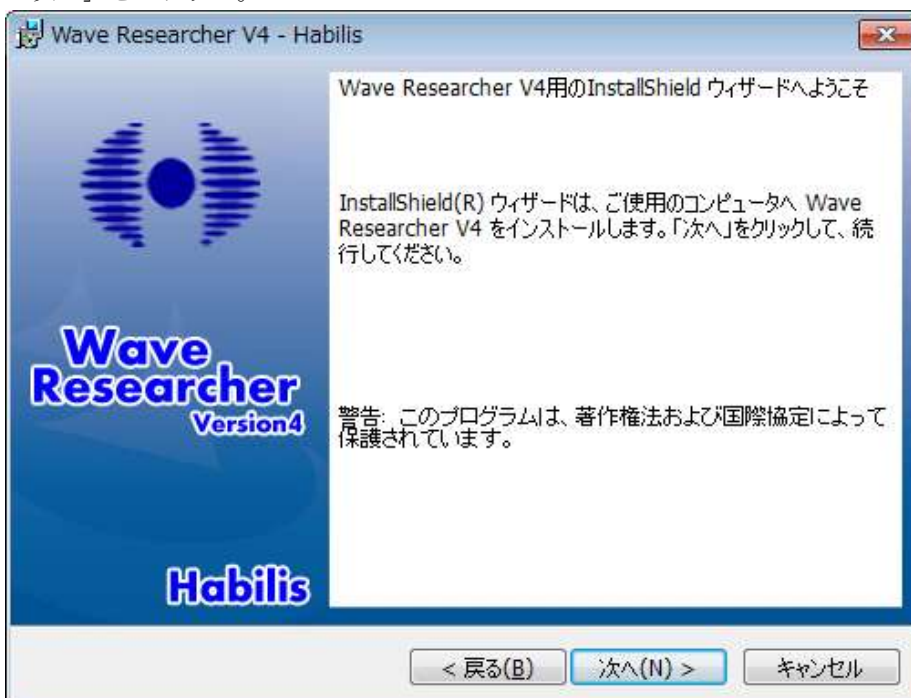 Wave Researcher V4 - Habilis
Wave Researcher V4用のInstallShield ウィザードへようこそ
InstallShield(R) ウィザードは、ご使用のコンピュータへ Wave
Researcher V4 をインストールします。「次へ」をクリックして、続
行してください。
Wave
Researcher
Version4
警告: このプログラムは、著作権法および国際協定によって
保護されています。
Habilis
< 戻る(B)
次へ(N) >
キャンセル